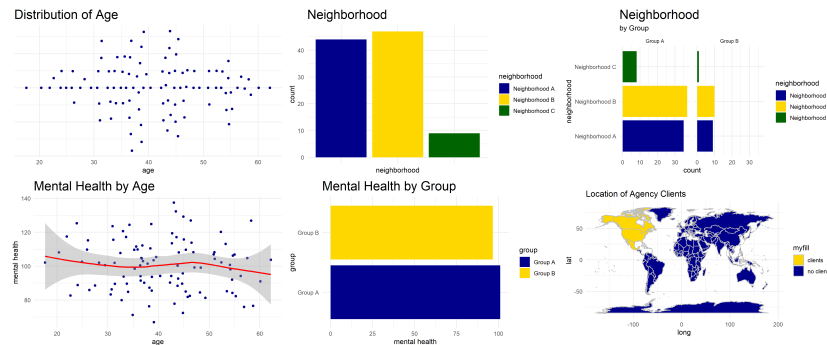 Distribution of Age
20 30 40 50 60
age
Neighborhood
count
0 10 20 30 40
neighborhood
neighborhood
Neighborhood A
Neighborhood B
Neighborhood C
Neighborhood
by Group
Group A Group B
neighborhood
Neighborhood C
Neighborhood B
Neighborhood A
0 10 20 30 0 10 20 30
count
neighborhood
Neighborhood
Neighborhood
Neighborhood
Mental Health by Age
mental health
140
120
100
80
20 30 40 50 60
age
Mental Health by Group
group
Group B
Group A
0 25 50 75 100
mental health
group
Group A
Group B
Location of Agency Clients
lat
50
0
-50
-100 0 100 200
long
myfill
clients
no clien